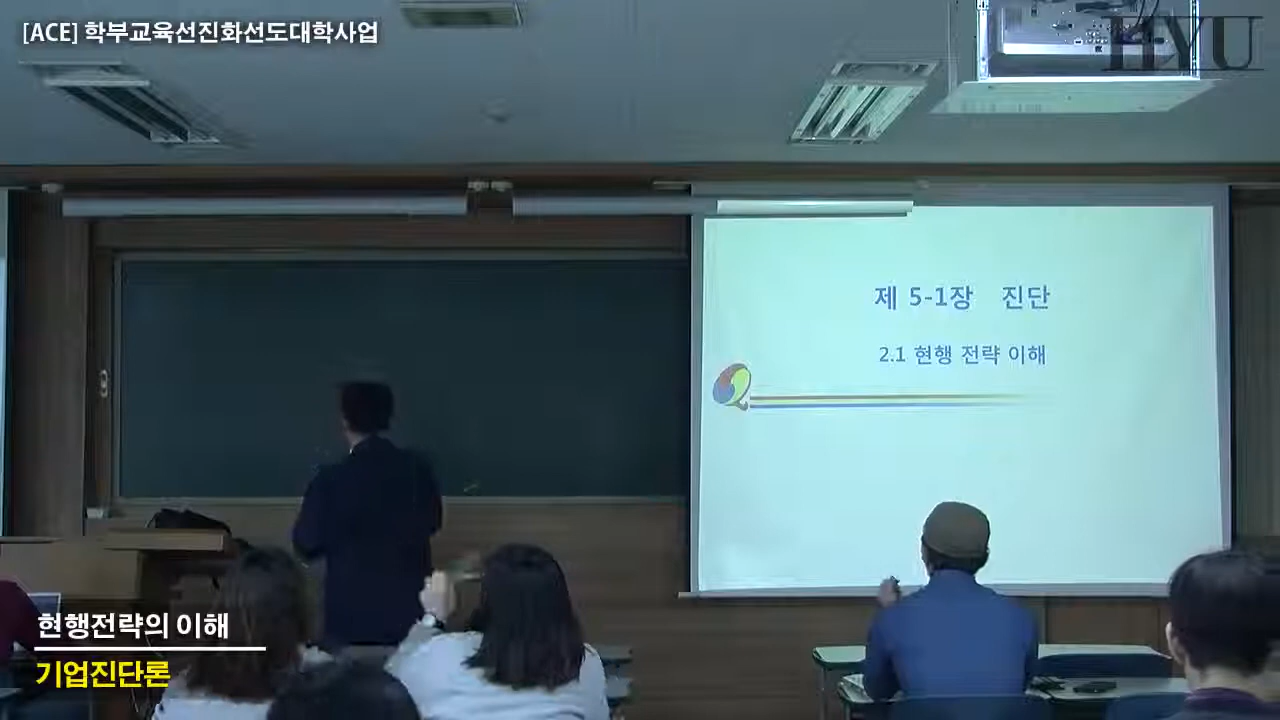 [ACE] 학부교육선진화선도대학사업
HYU
제 5-1장 진단
2.1 현행 전략 이해
현행전략의 이해
기업진단론